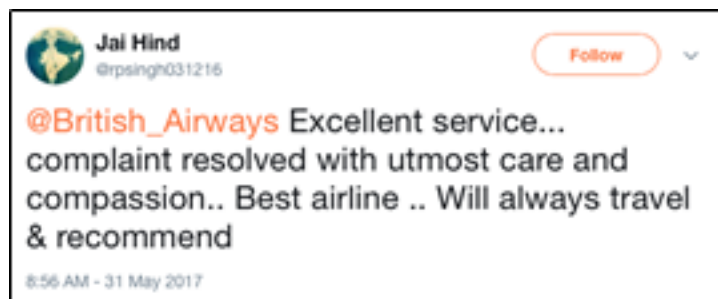 Jai Hind
@rpsingh031216
Follow
@British_Airways Excellent service...
complaint resolved with utmost care and
compassion.. Best airline .. Will always travel
& recommend
8:56 AM - 31 May 2017